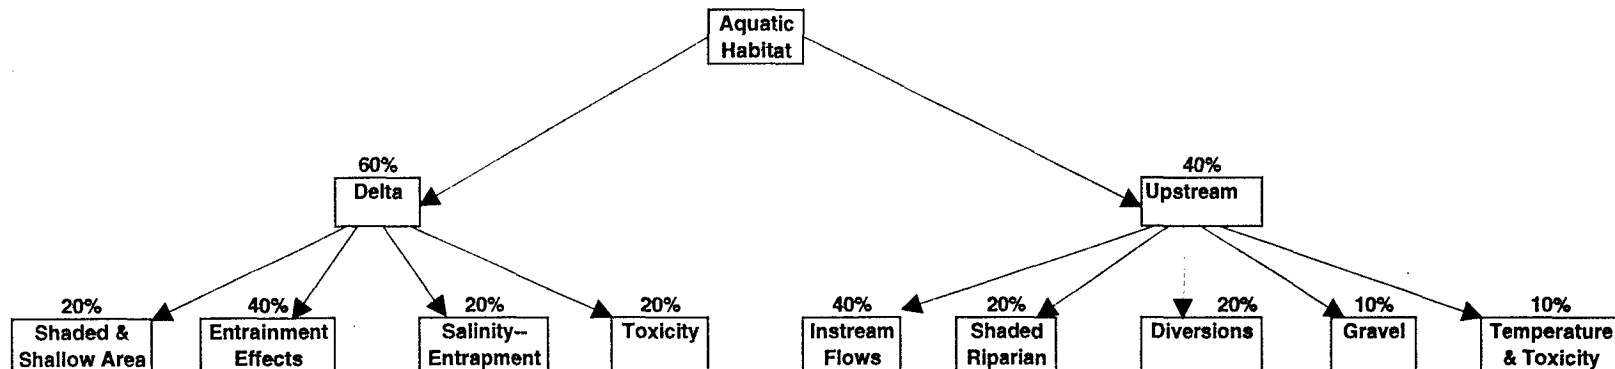 Aquatic
Habitat
60%
Delta
40%
Upstream
20%
Shaded &
Shallow Area
40%
Entrainment
Effects
20%
Salinity--
Entrapment
20%
Toxicity
40%
Instream
Flows
20%
Shaded
Riparian
20%
Diversions
10%
Gravel
10%
Temperature
& Toxicity